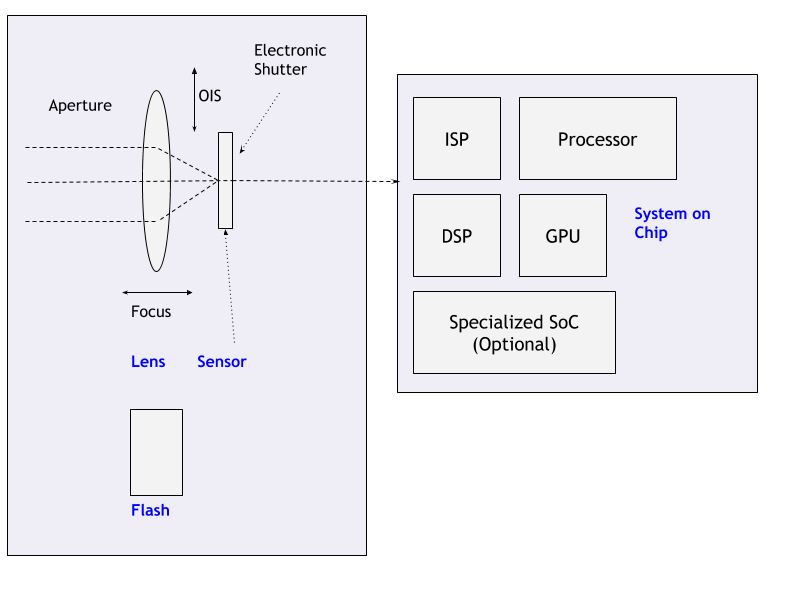 Electronic
Shutter
OIS
Aperture
Focus
Lens
Sensor
Flash
ISP
Processor
DSP
GPU
System on
Chip
Specialized SoC
(Optional)